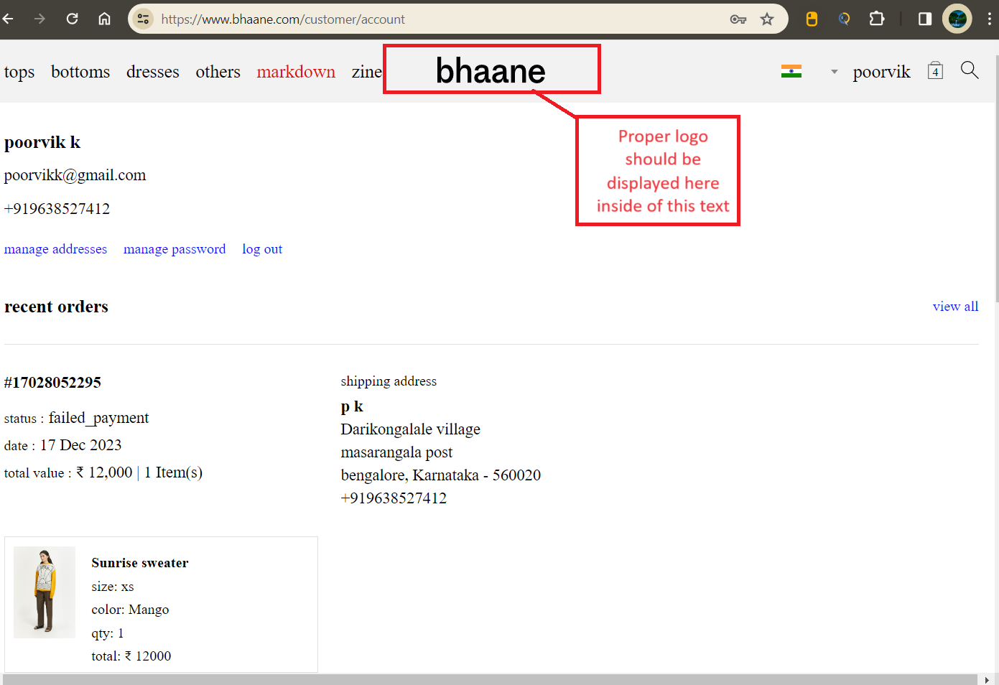 https://www.bhaane.com/customer/account
tops bottoms dresses others markdown zine bhaane poorvik 4
Proper logo
should be
displayed here
inside of this text
poorvik k
poorvikk@gmail.com
+919638527412
manage addresses manage password log out
recent orders view all
#17028052295
status : failed_payment
date : 17 Dec 2023
total value : ₹ 12,000 | 1 Item(s)
shipping address
p k
Darikongalale village
masarangala post
bengalore, Karnataka - 560020
+919638527412
Sunrise sweater
size: xs
color: Mango
qty: 1
total: ₹ 12000